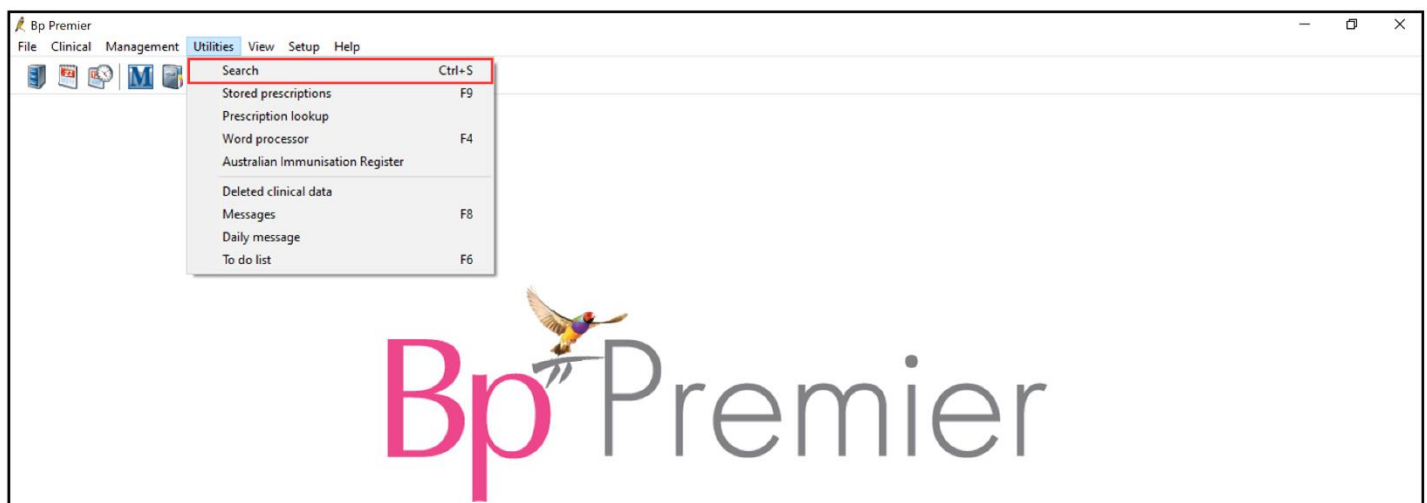 Bp Premier
File Clinical Management Utilities View Setup Help
Search Ctrl+S
Stored prescriptions F9
Prescription lookup
Word processor F4
Australian Immunisation Register
Deleted clinical data
Messages F8
Daily message
To do list F6
Bp Premier